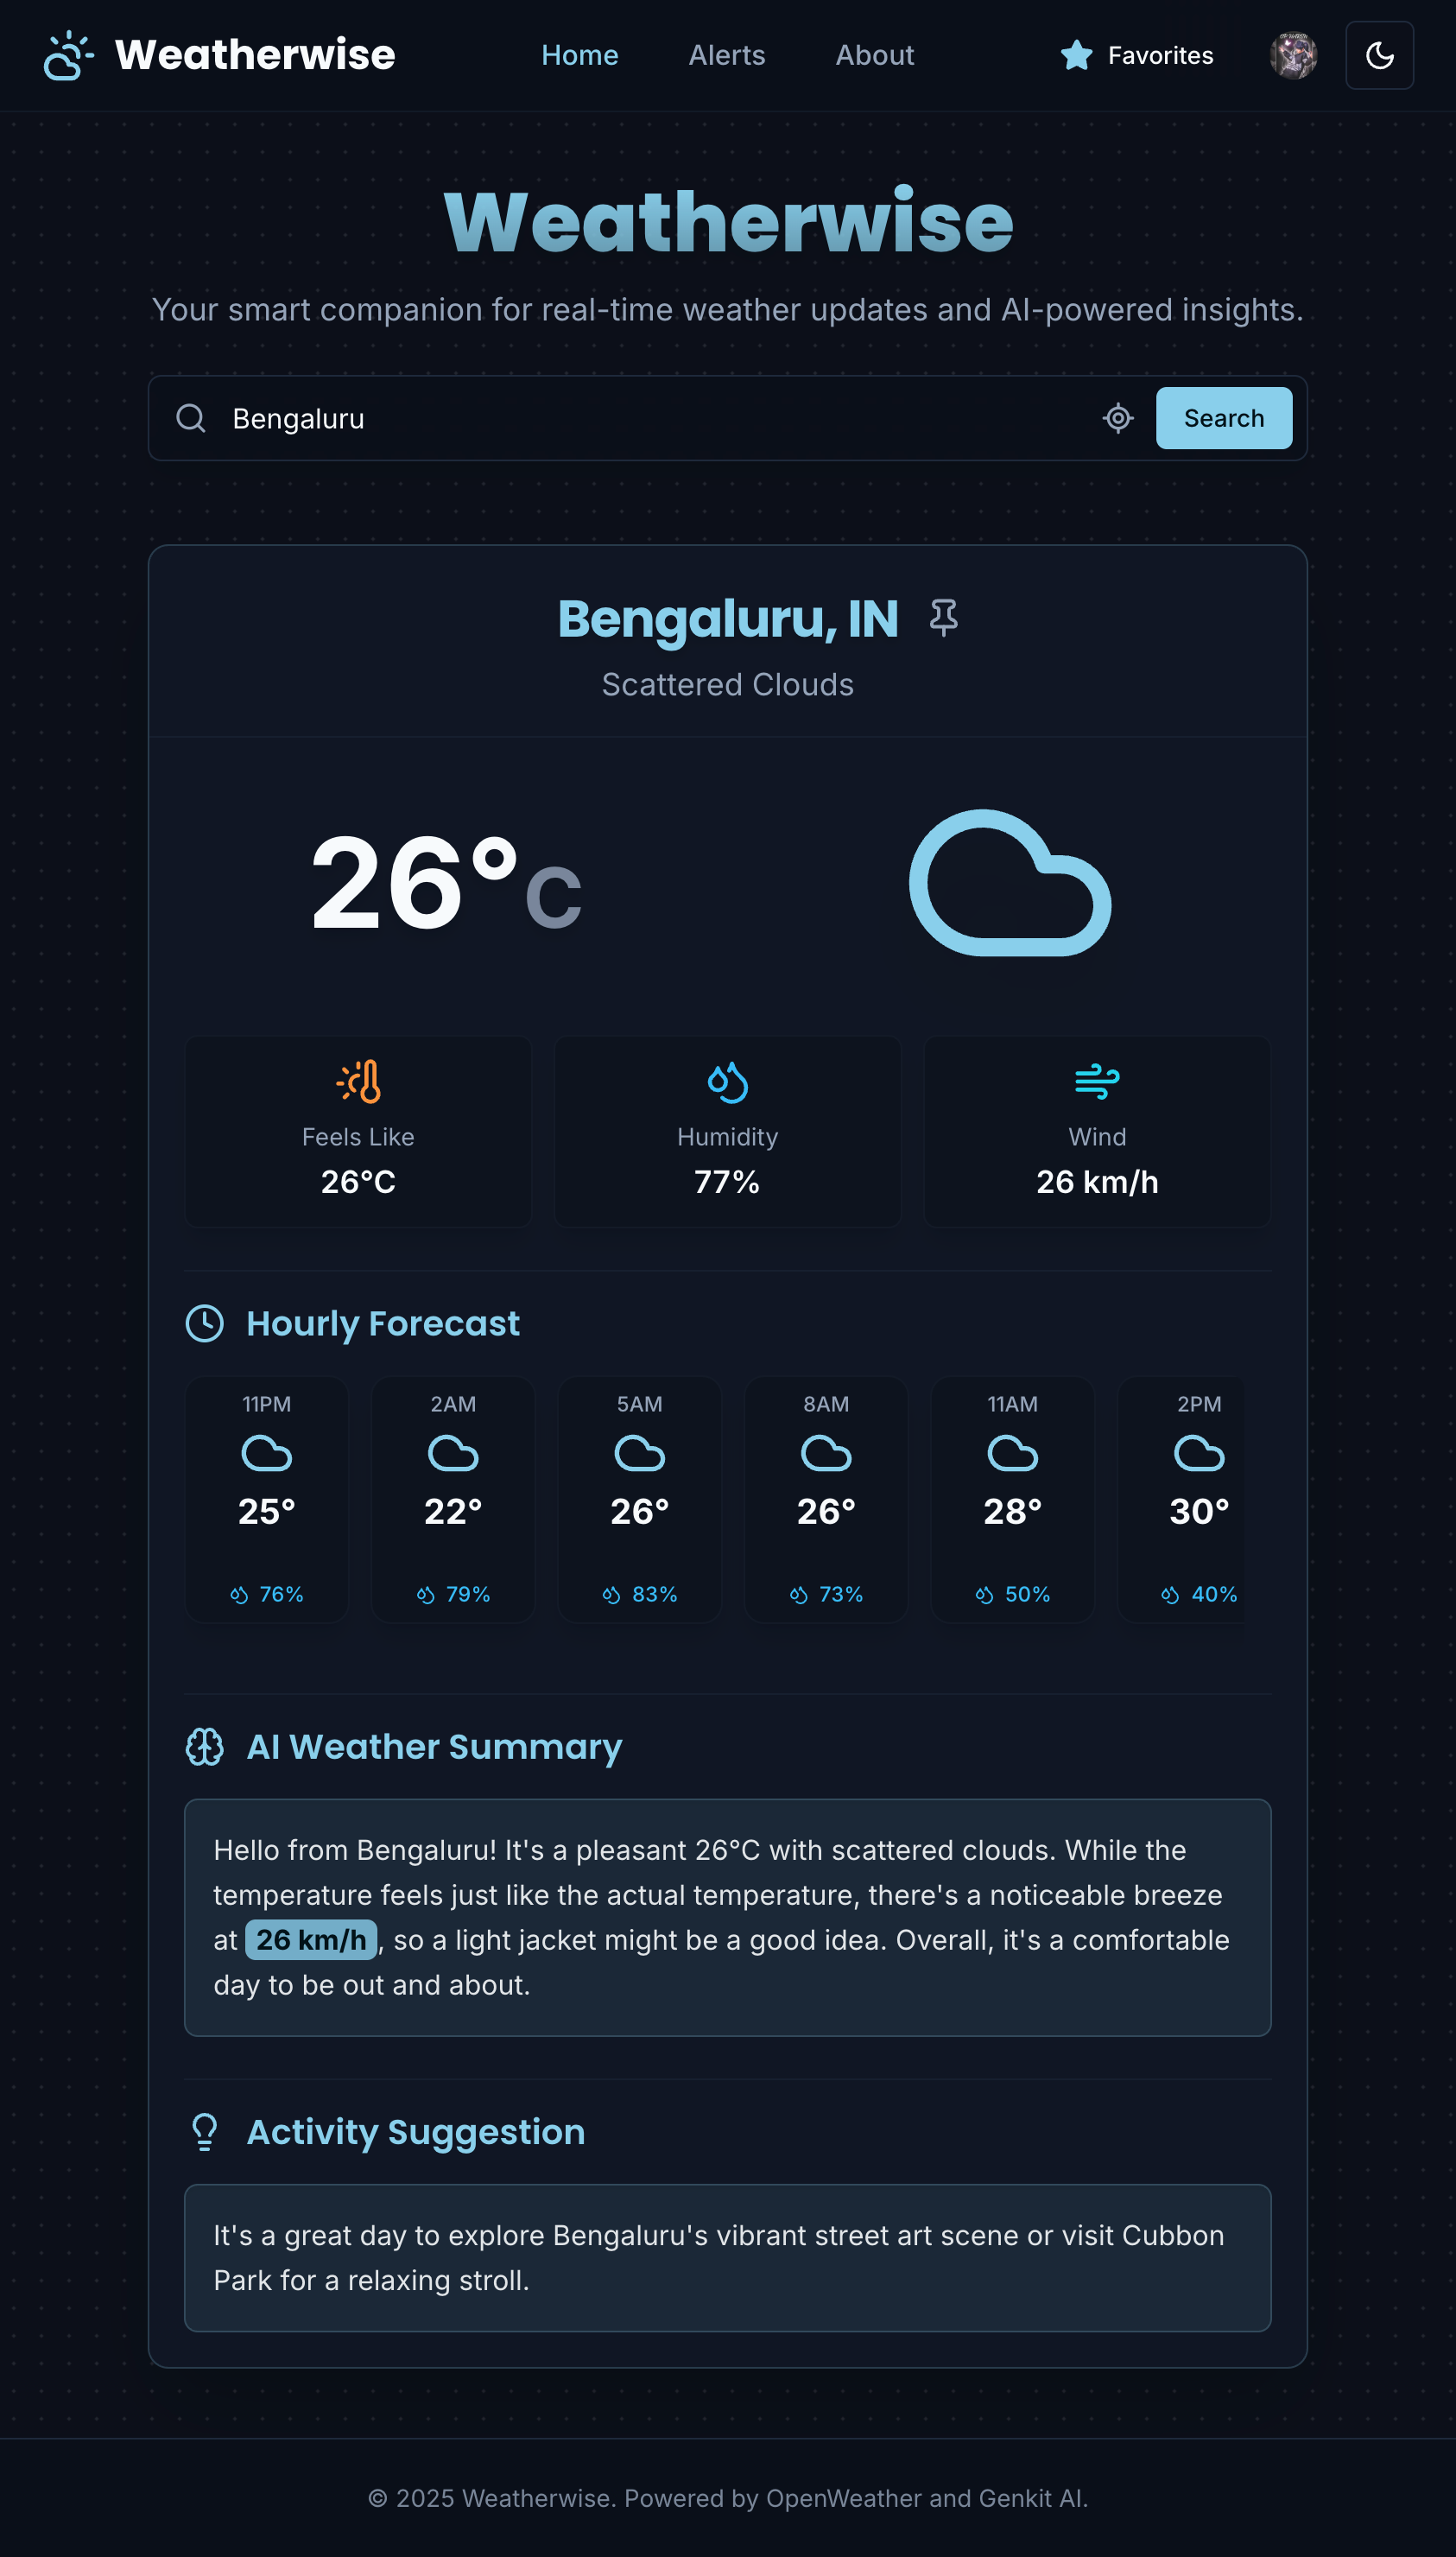 Weatherwise
Home Alerts About
Favorites
Weatherwise
Your smart companion for real-time weather updates and AI-powered insights.
Bengaluru
Search
Bengaluru, IN
Scattered Clouds
26°C
Feels Like
26°C
Humidity
77%
Wind
26 km/h
Hourly Forecast
11PM 2AM 5AM 8AM 11AM 2PM
25° 22° 26° 26° 28° 30°
76% 79% 83% 73% 50% 40%
AI Weather Summary
Hello from Bengaluru! It's a pleasant 26°C with scattered clouds. While the
temperature feels just like the actual temperature, there's a noticeable breeze
at 26 km/h, so a light jacket might be a good idea. Overall, it's a comfortable
day to be out and about.
Activity Suggestion
It's a great day to explore Bengaluru's vibrant street art scene or visit Cubbon
Park for a relaxing stroll.
© 2025 Weatherwise. Powered by OpenWeather and Genkit AI.